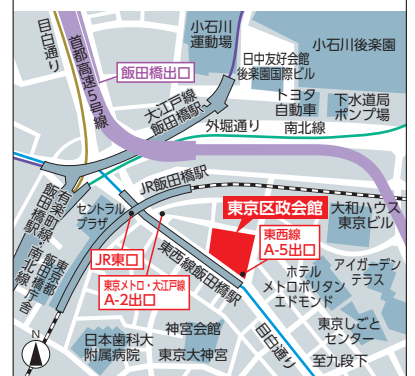 目白通り
首都高速5号線
飯田橋出口
小石川
運動場
日中友好会館
後楽園国際ビル
小石川後楽園
大江戸線
飯田橋駅
トヨタ
自動車
下水道局
ポンプ場
外堀通り
南北線
有楽町線・南北線
飯田橋駅
JR飯田橋駅
東京区政会館
大和ハウス
東京ビル
セントラル
プラザ
JR東口
東京メトロ・大江戸線
A-2出口
東西線飯田橋駅
東西線
A-5出口
ホテル
メトロポリタン
エドモンド
アイガーデン
テラス
東京都
飯田橋庁舎
N
日本歯科大
附属病院
神宮会館
東京大神宮
目白通り
東京しごと
センター
至九段下